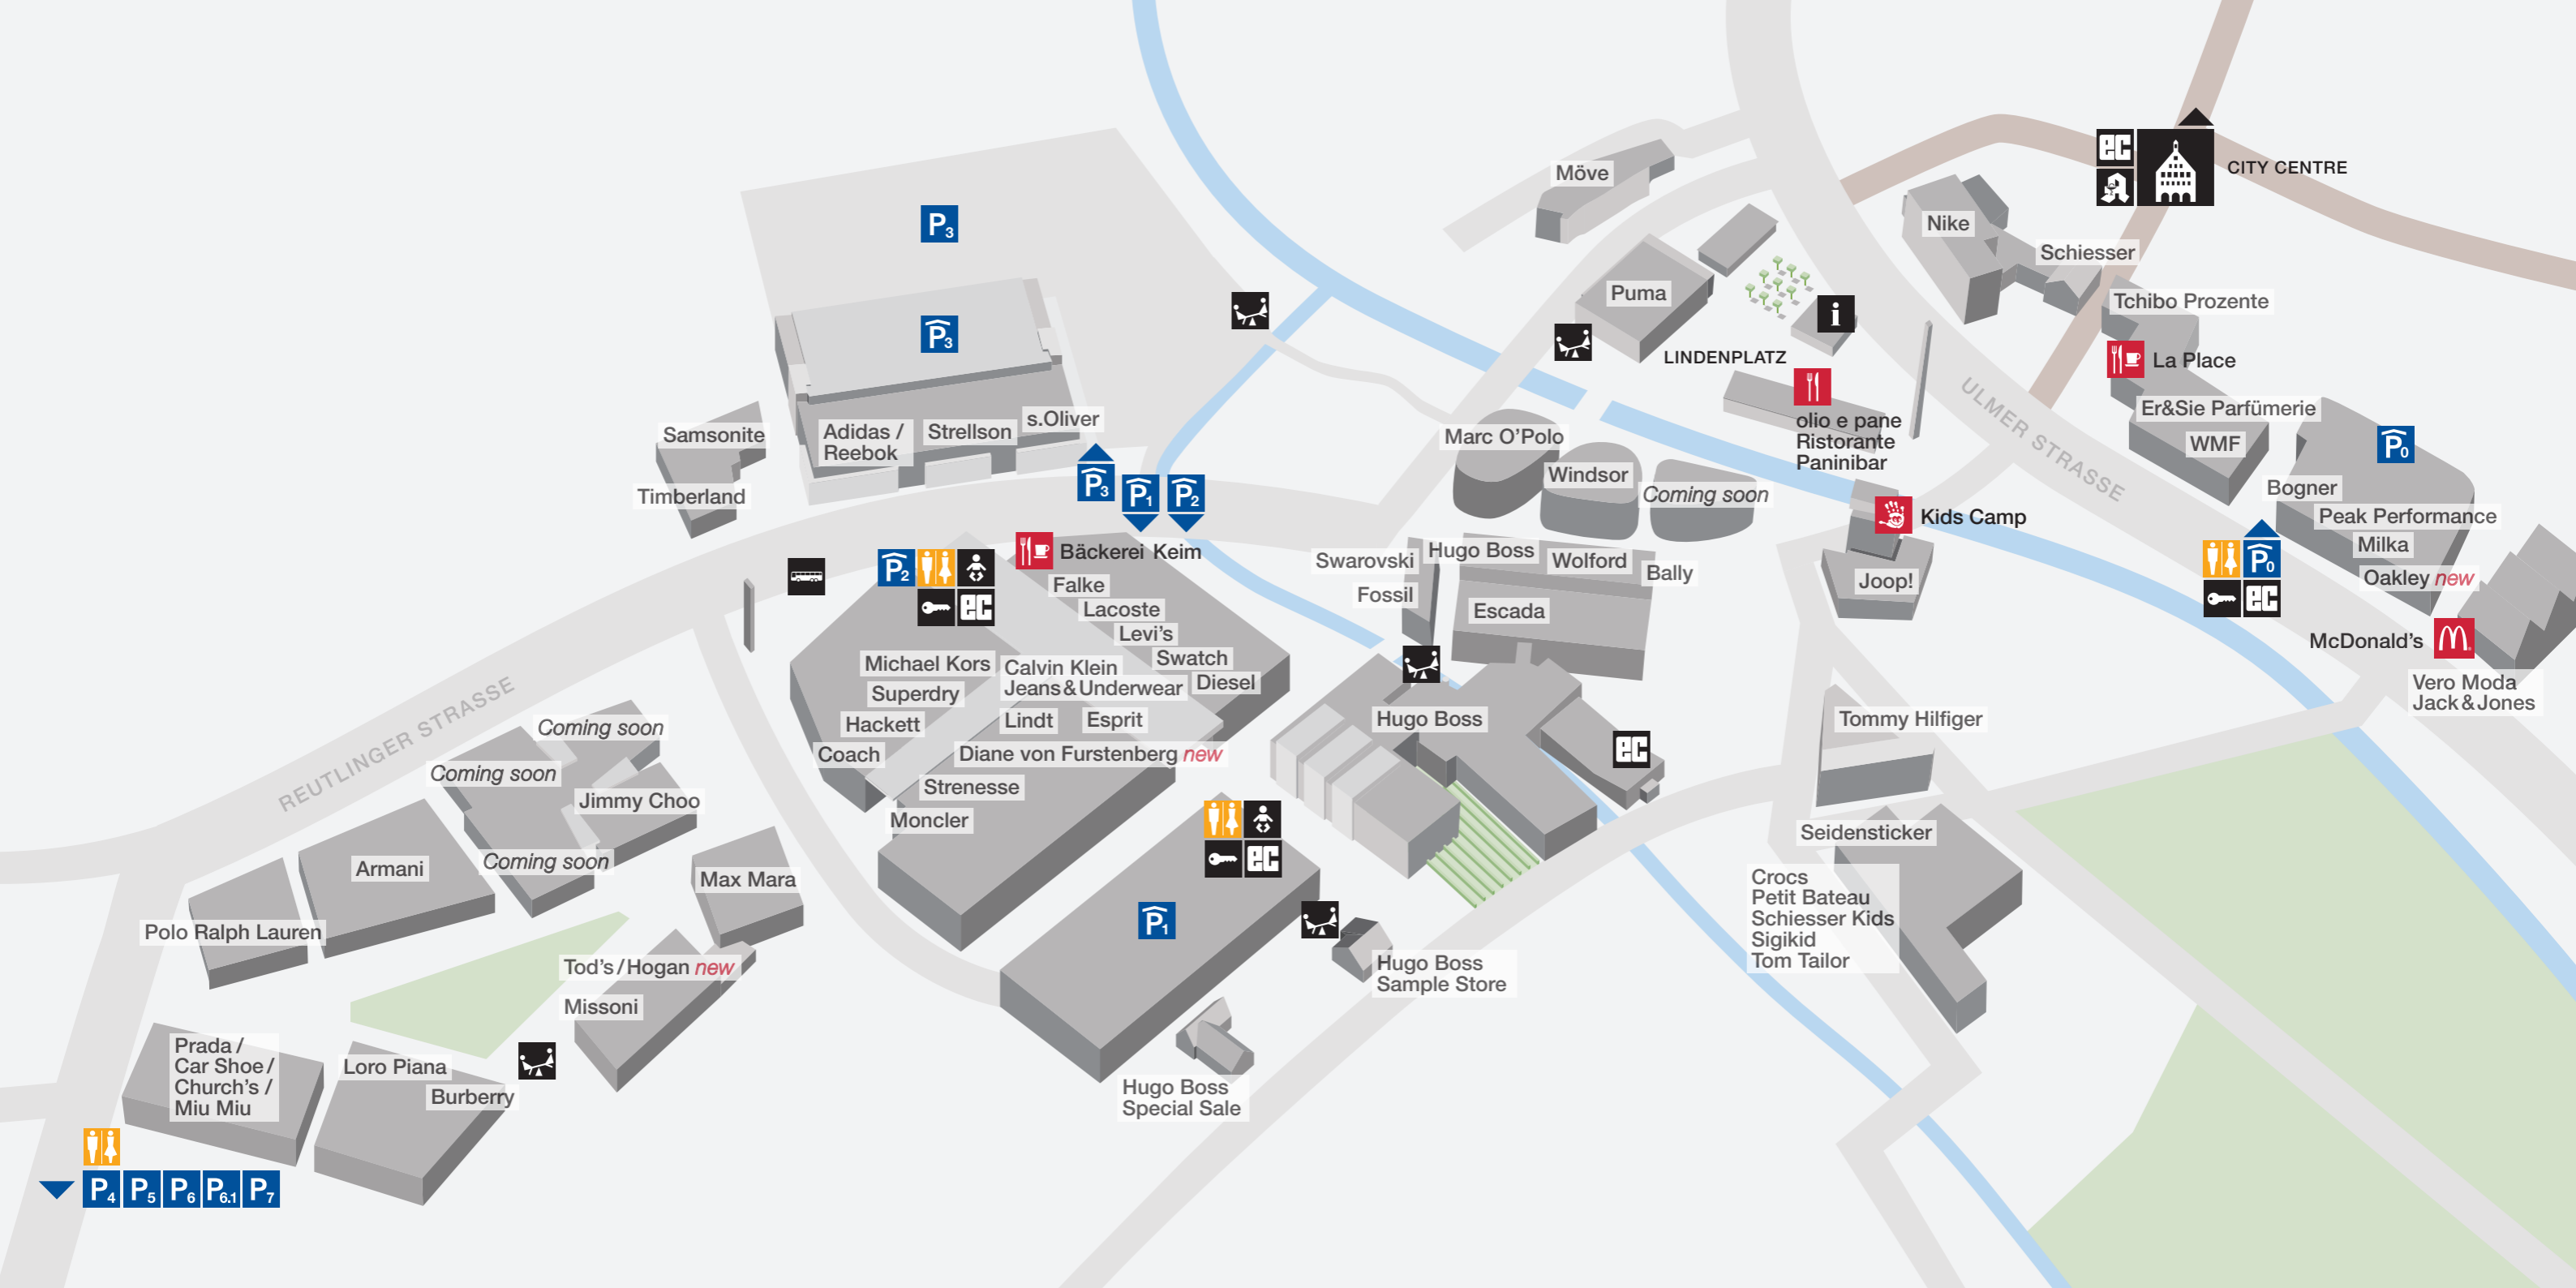 P3
P3
Möve
Puma
LINDENPLATZ
i
olio e pane
Ristorante
Paninibar
Nike
Schiesser
ec
CITY CENTRE
Tchibo Prozente
La Place
Er&Sie Parfümerie
WMF
P0
Bogner
Peak Performance
Milka
Oakley new
P0
ec
McDonald's
Vero Moda
Jack & Jones
ULMER STRASSE
Samsonite
Timberland
Adidas /
Reebok
Strellson
s.Oliver
P3
P1
P2
Marc O'Polo
Windsor
Coming soon
Kids Camp
Joop!
Swarovski
Hugo Boss
Wolford
Bally
Fossil
Escada
P2
ec
Bäckerei Keim
Falke
Lacoste
Levi's
Swatch
Diesel
Michael Kors
Calvin Klein
Jeans & Underwear
Superdry
Hackett
Lindt
Esprit
Coach
Diane von Furstenberg new
Strenesse
Moncler
Hugo Boss
ec
Tommy Hilfiger
Seidensticker
Crocs
Petit Bateau
Schiesser Kids
Sigikid
Tom Tailor
ec
P1
Hugo Boss
Sample Store
Hugo Boss
Special Sale
REUTLINGER STRASSE
Coming soon
Coming soon
Jimmy Choo
Coming soon
Armani
Max Mara
Polo Ralph Lauren
Tod's / Hogan new
Missoni
Prada /
Car Shoe /
Church's /
Miu Miu
Loro Piana
Burberry
P4 P5 P6 P6.1 P7